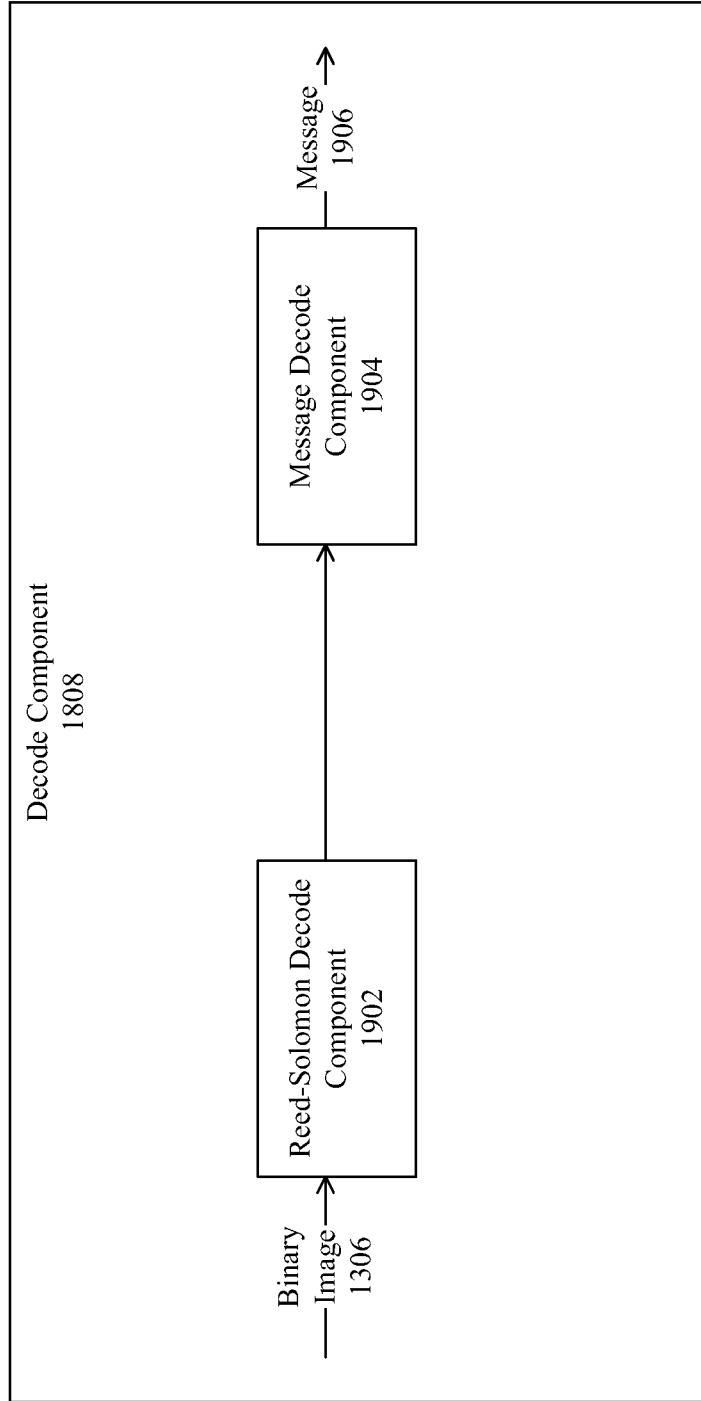 Decode Component
1808
Binary
Image
1306
Reed-Solomon Decode
Component
1902
Message Decode
Component
1904
Message
1906